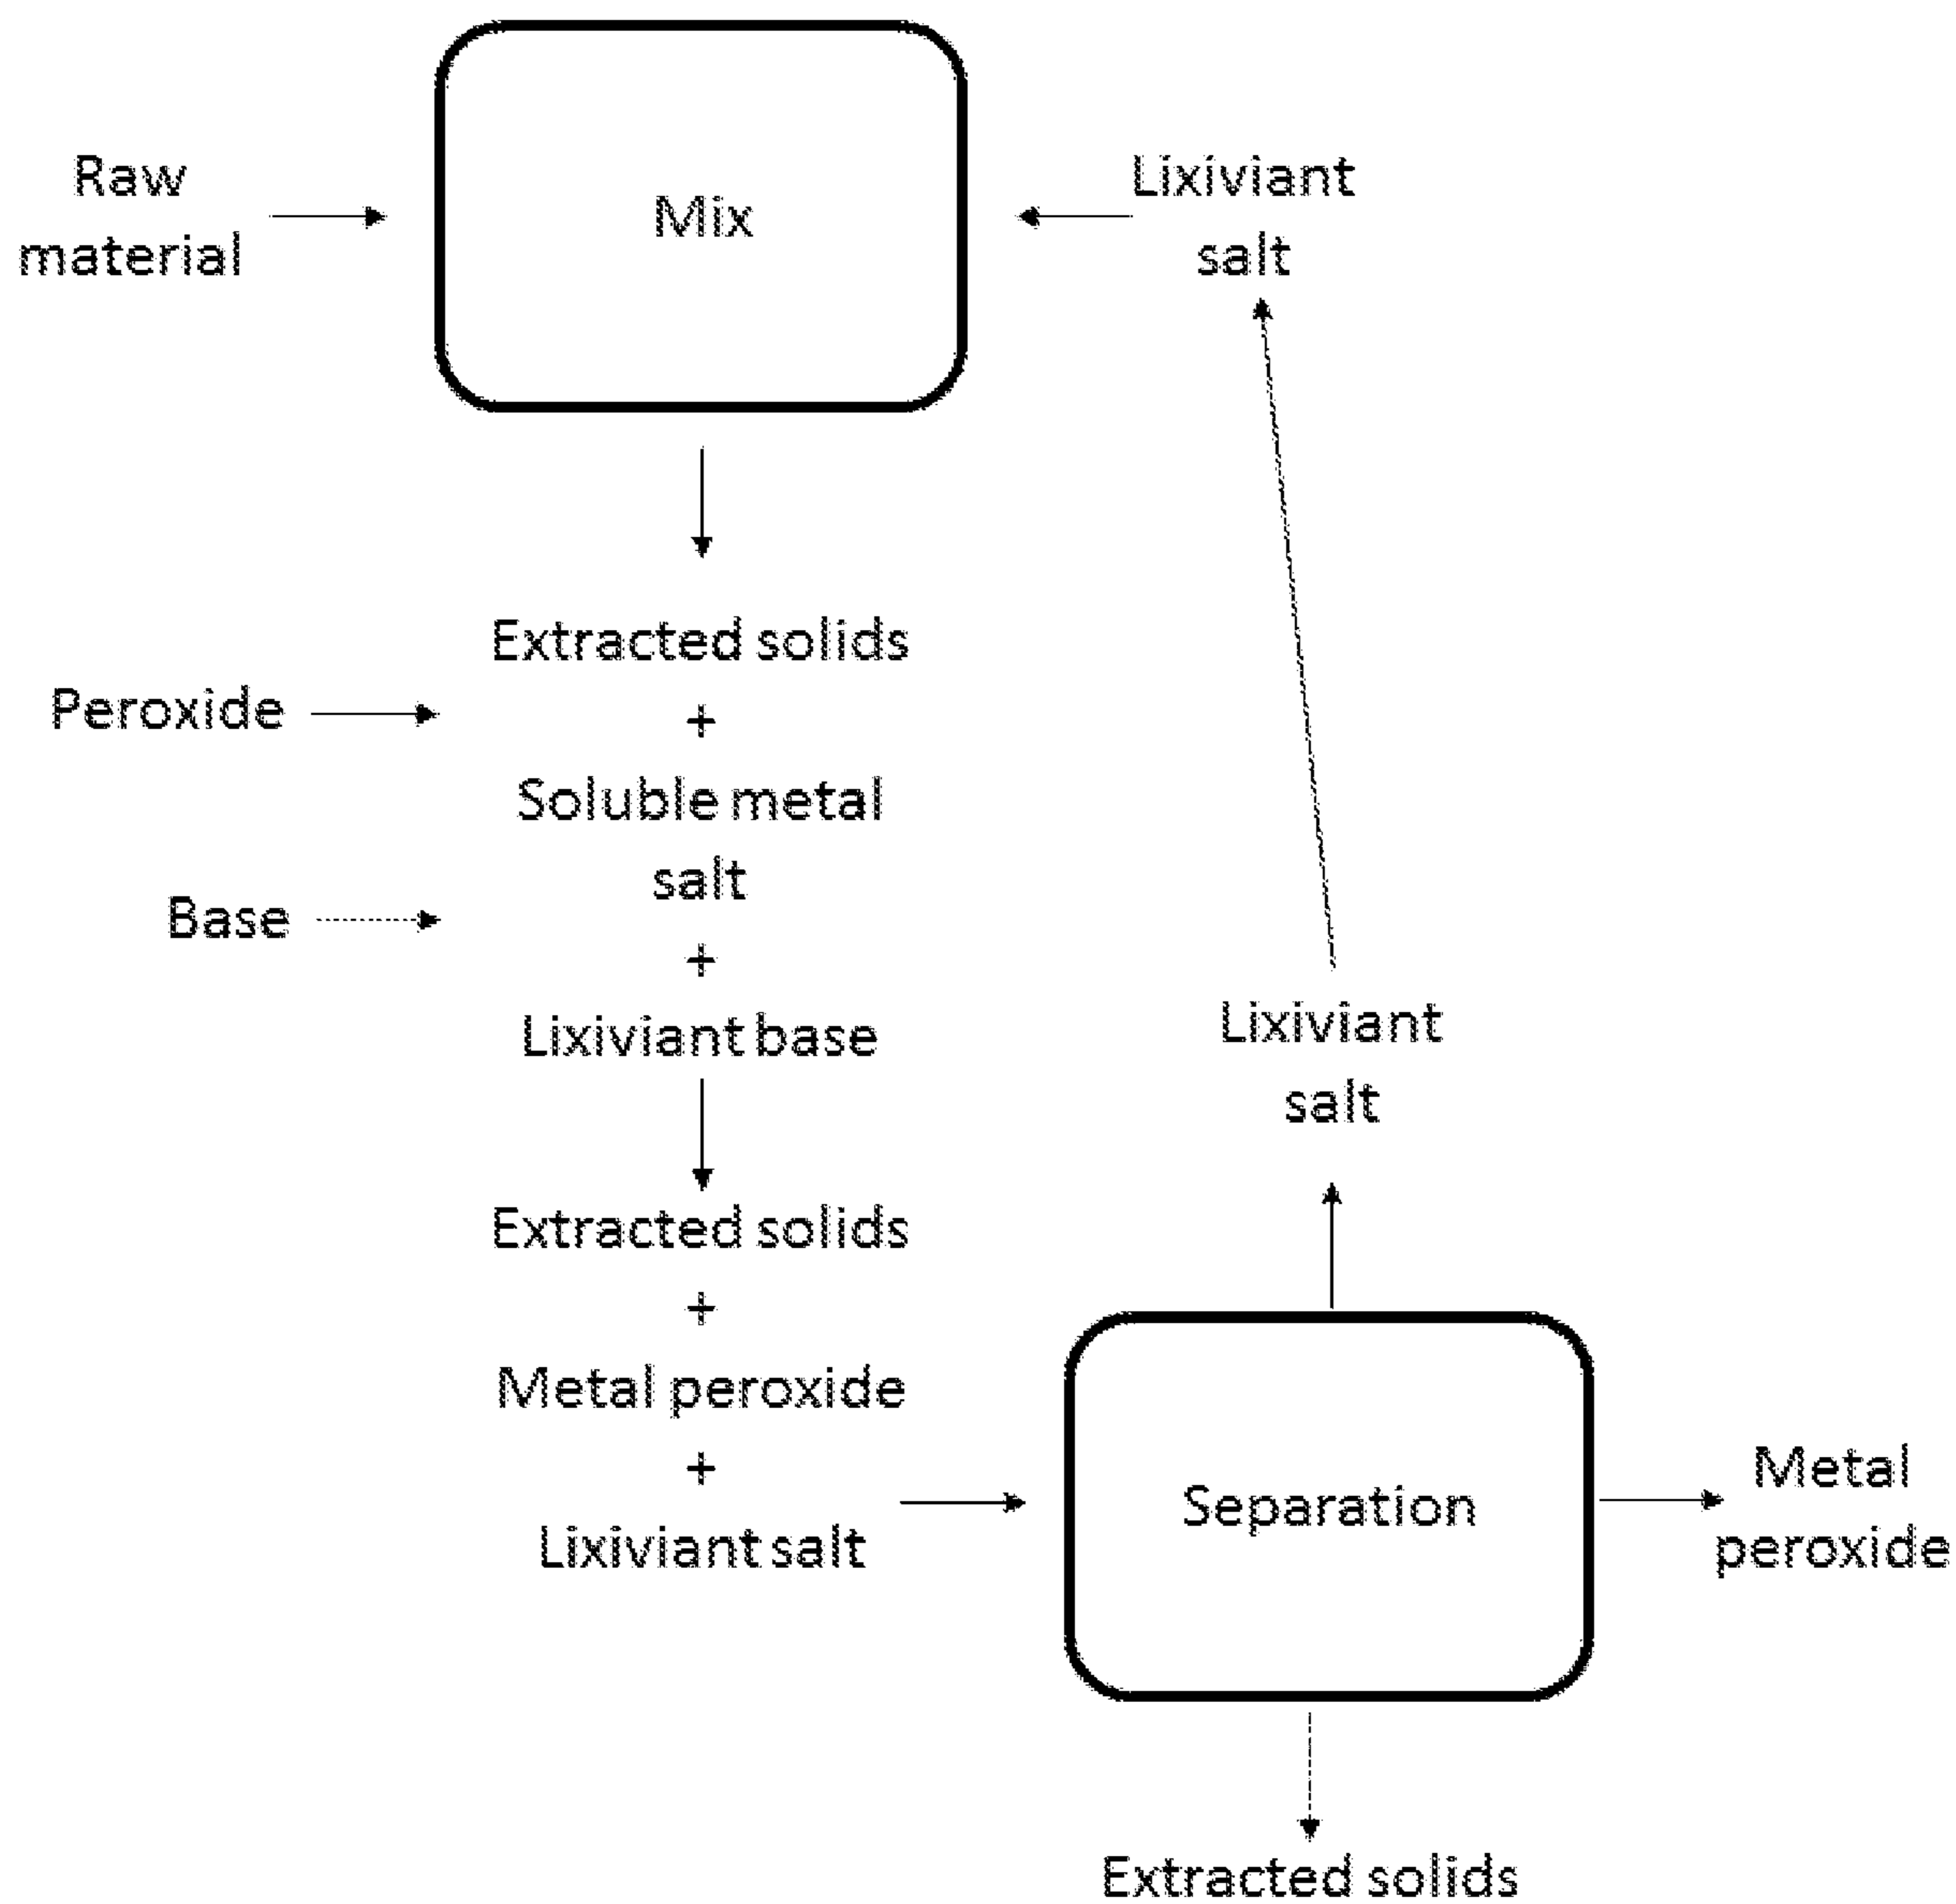 Raw
material
Mix
Lixiviant
salt
Extracted solids
Peroxide
+
Soluble metal
salt
Base
+
Lixiviant base
Lixiviant
salt
Extracted solids
+
Metal peroxide
+
Lixiviant salt
Separation
Metal
peroxide
Extracted solids